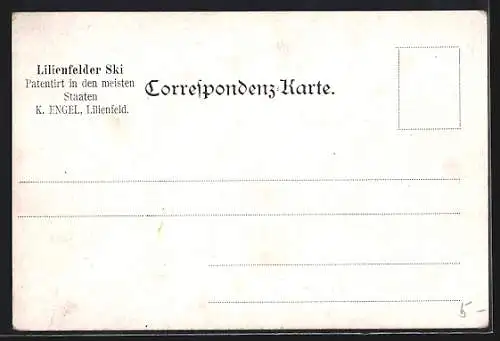 Lilienfelder Ski
Patentirt in den meisten
Staaten
K. ENGEL, Lilienfeld.
Correſpondenz-Karte.
5 -